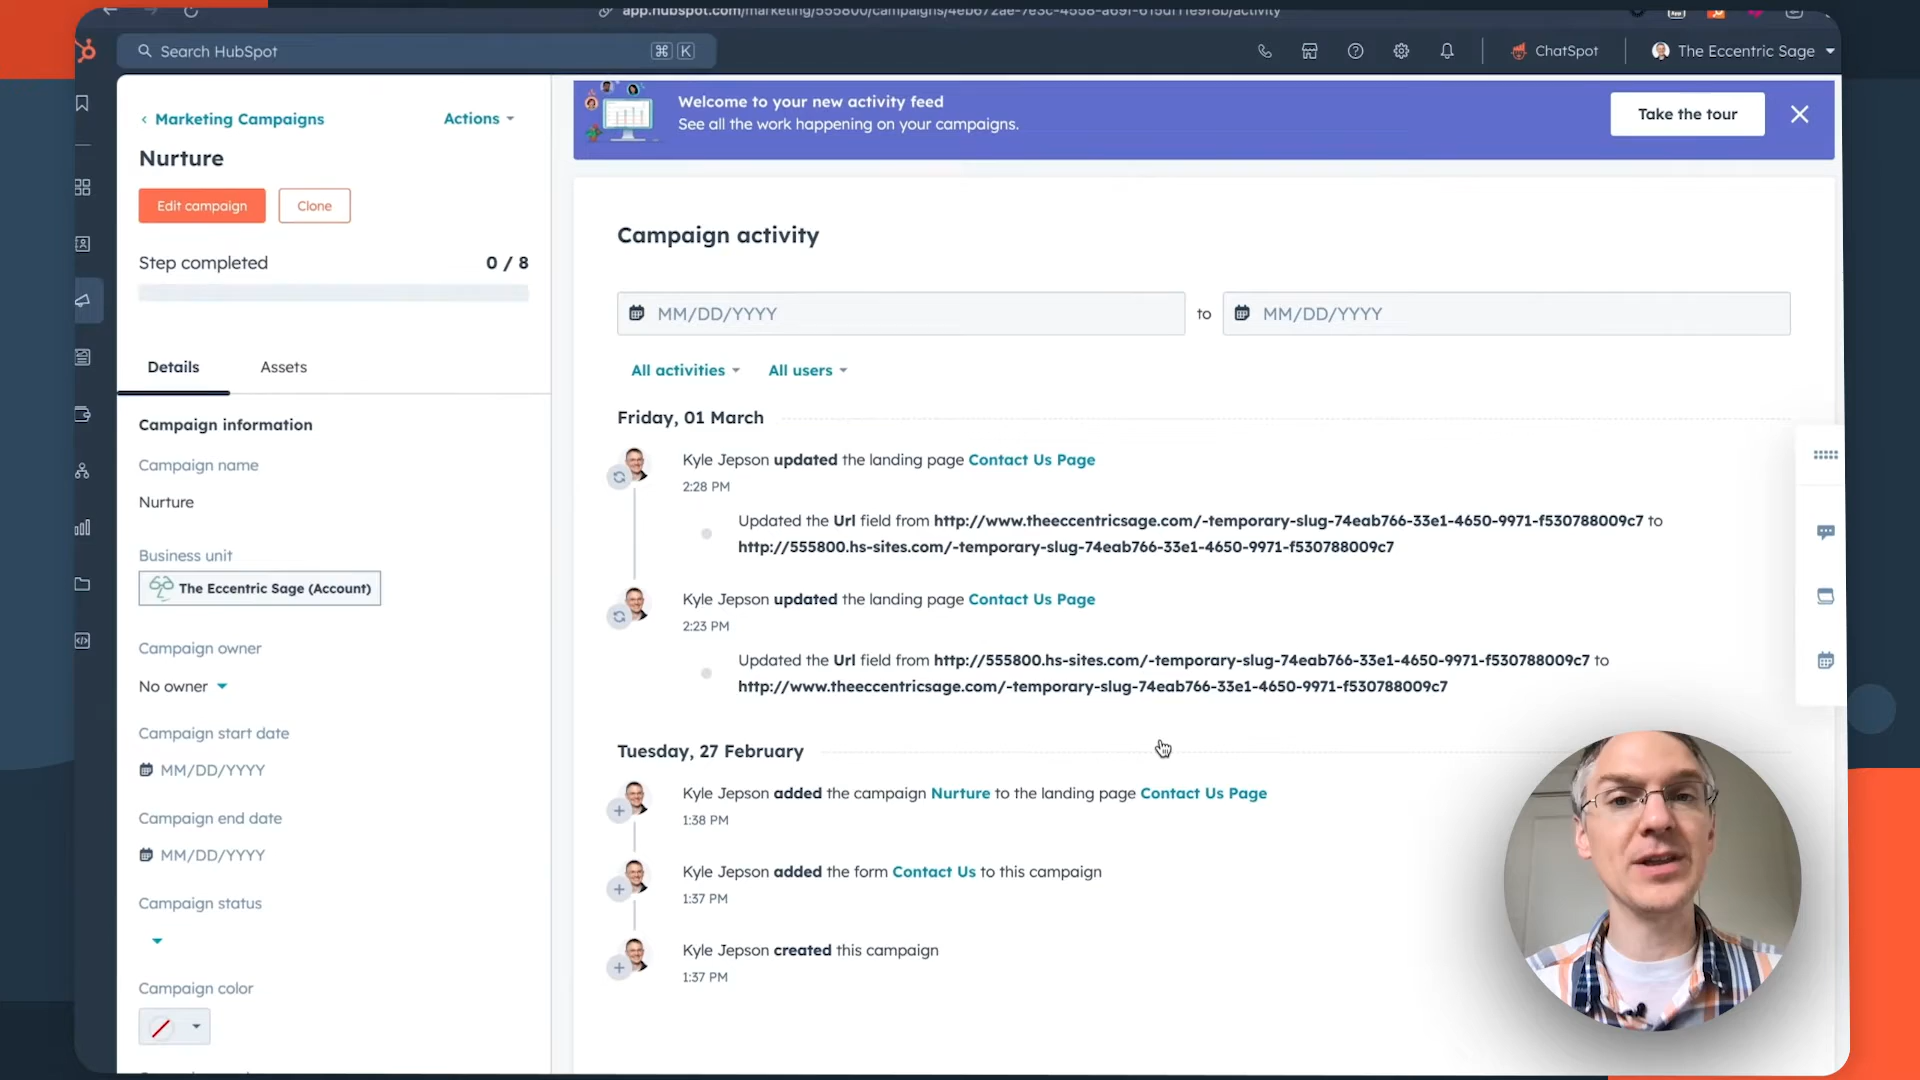 app.hubspot.com/marketing/555800/campaigns/4eb672ae-7e3c-4558-a69f-615df1fe9f8b/activity
Search HubSpot
⌘ K
ChatSpot
The Eccentric Sage
Marketing Campaigns
Actions
Nurture
Edit campaign
Clone
Step completed
0 / 8
Details
Assets
Campaign information
Campaign name
Nurture
Business unit
The Eccentric Sage (Account)
Campaign owner
No owner
Campaign start date
MM/DD/YYYY
Campaign end date
MM/DD/YYYY
Campaign status
Campaign color
Welcome to your new activity feed
See all the work happening on your campaigns.
Take the tour
Campaign activity
MM/DD/YYYY
to
MM/DD/YYYY
All activities
All users
Friday, 01 March
Kyle Jepson updated the landing page Contact Us Page
2:28 PM
Updated the Url field from http://www.theeccentricsage.com/-temporary-slug-74eab766-33e1-4650-9971-f530788009c7 to
http://555800.hs-sites.com/-temporary-slug-74eab766-33e1-4650-9971-f530788009c7
Kyle Jepson updated the landing page Contact Us Page
2:23 PM
Updated the Url field from http://555800.hs-sites.com/-temporary-slug-74eab766-33e1-4650-9971-f530788009c7 to
http://www.theeccentricsage.com/-temporary-slug-74eab766-33e1-4650-9971-f530788009c7
Tuesday, 27 February
Kyle Jepson added the campaign Nurture to the landing page Contact Us Page
1:38 PM
Kyle Jepson added the form Contact Us to this campaign
1:37 PM
Kyle Jepson created this campaign
1:37 PM